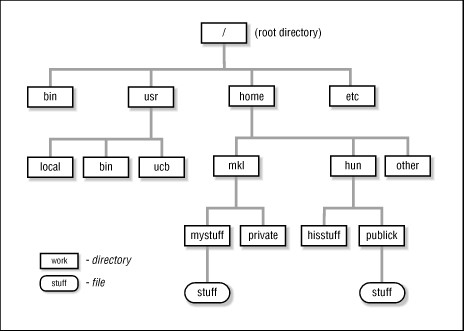 / (root directory)
bin usr home etc
local bin ucb mkl hun other
mystuff private hisstuff publick
work - directory
stuff - file
stuff stuff